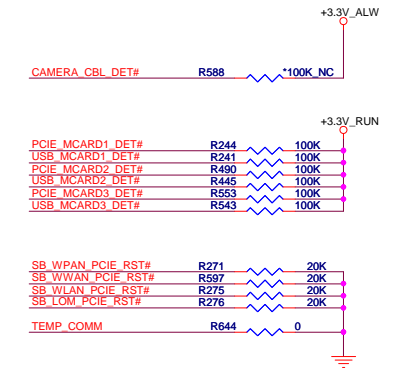 +3.3V_ALW
CAMERA_CBL_DET# R588 *100K_NC
+3.3V_RUN
PCIE_MCARD1_DET# R244 100K
USB_MCARD1_DET# R241 100K
PCIE_MCARD2_DET# R490 100K
USB_MCARD2_DET# R445 100K
PCIE_MCARD3_DET# R553 100K
USB_MCARD3_DET# R543 100K
SB_WPAN_PCIE_RST# R271 20K
SB_WWAN_PCIE_RST# R597 20K
SB_WLAN_PCIE_RST# R275 20K
SB_LOM_PCIE_RST# R276 20K
TEMP_COMM R644 0